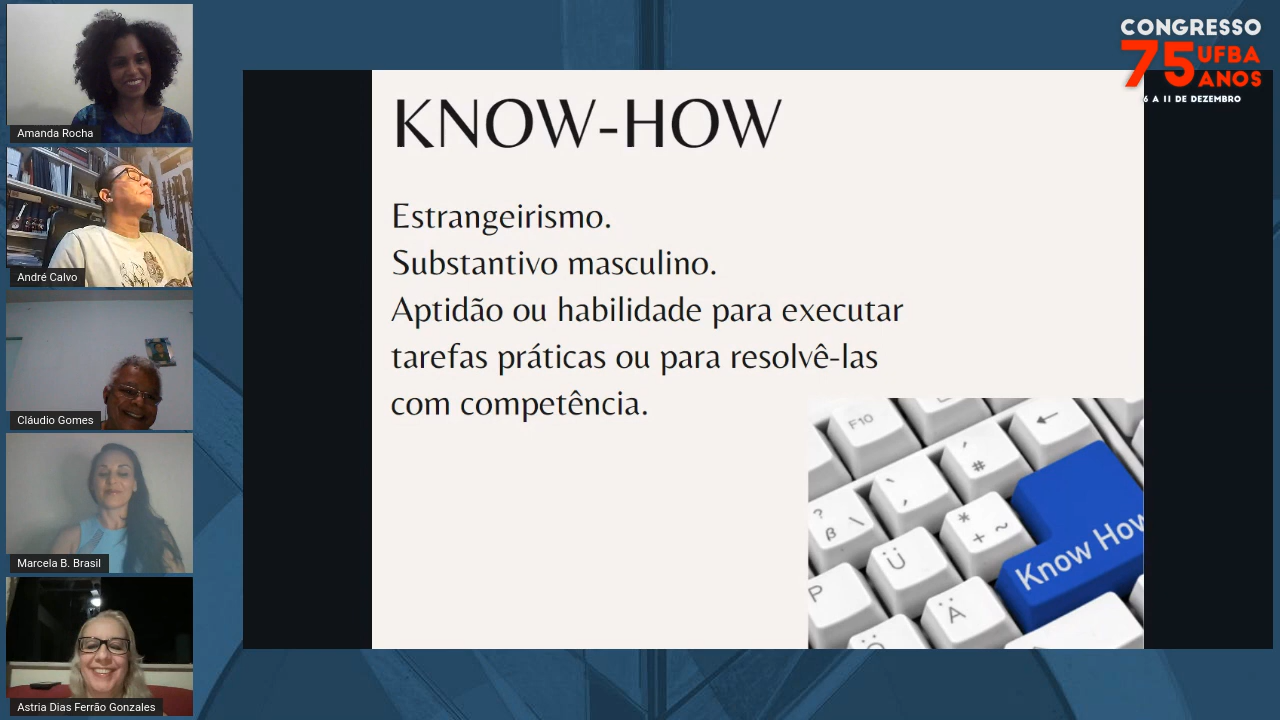 CONGRESSO
75 UFBA
ANOS
6 A 11 DE DEZEMBRO
Amanda Rocha
André Calvo
Cláudio Gomes
Marcela B. Brasil
Astria Dias Ferrão Gonzales
KNOW-HOW
Estrangeirismo.
Substantivo masculino.
Aptidão ou habilidade para executar
tarefas práticas ou para resolvê-las
com competência.
F10
←
' #
? ß \
* + ~
Ü
P
Ä
Ö
Know How